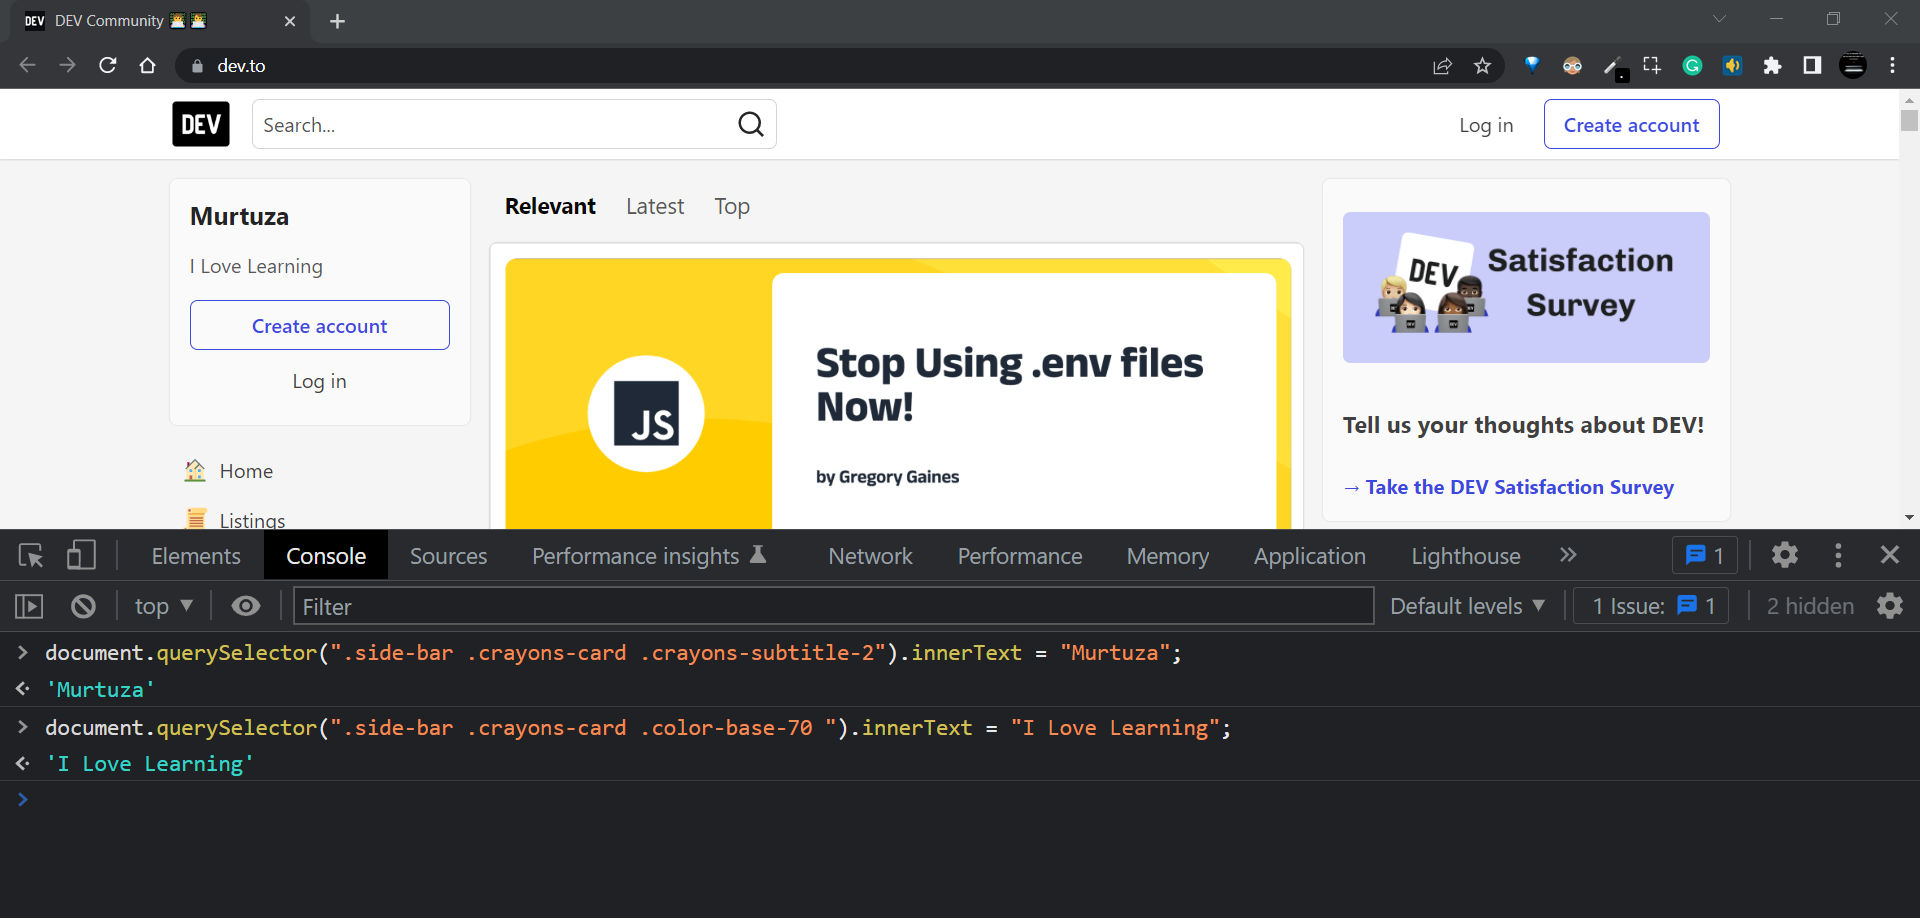 DEV DEV Community
dev.to
DEV Search... Log in Create account
Murtuza
I Love Learning
Create account
Log in
Home
Listings
Relevant Latest Top
JS
Stop Using .env files
Now!
by Gregory Gaines
DEV
Satisfaction
Survey
Tell us your thoughts about DEV!
→ Take the DEV Satisfaction Survey
Elements Console Sources Performance insights Network Performance Memory Application Lighthouse » 1
top ▼ Filter Default levels ▼ 1 Issue: 1 2 hidden
> document.querySelector(".side-bar .crayons-card .crayons-subtitle-2").innerText = "Murtuza";
'Murtuza'
> document.querySelector(".side-bar .crayons-card .color-base-70 ").innerText = "I Love Learning";
'I Love Learning'
>